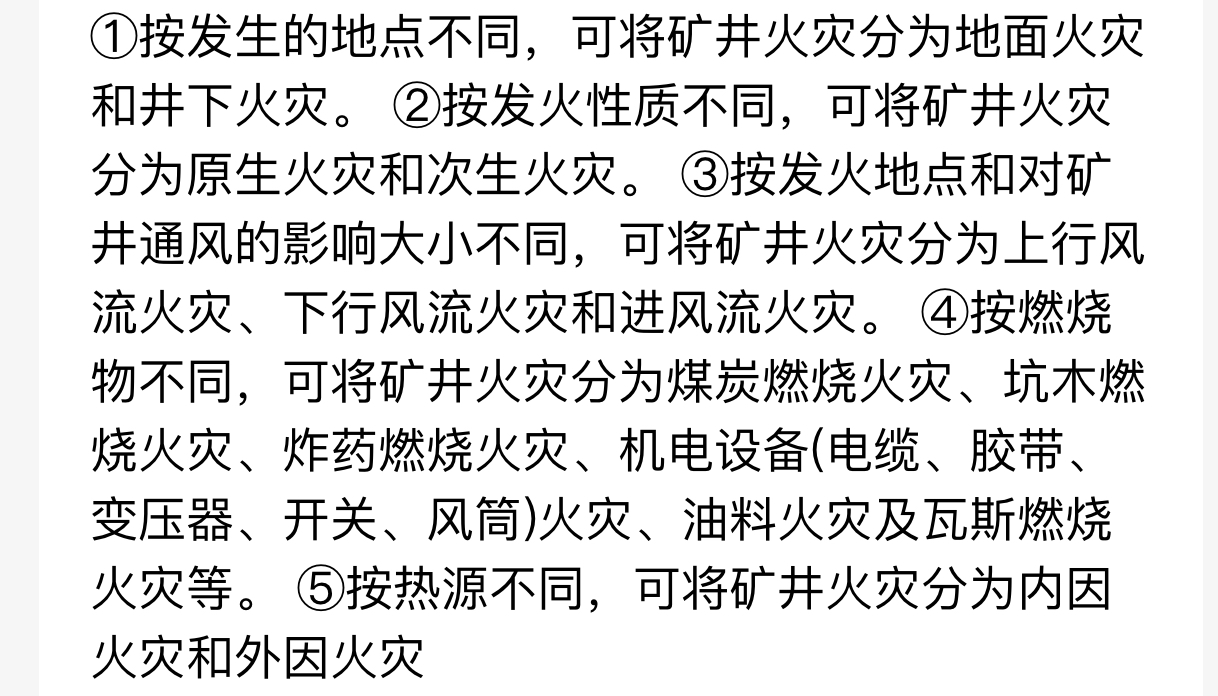 ①按发生的地点不同，可将矿井火灾分为地面火灾
和井下火灾。 ②按发火性质不同，可将矿井火灾
分为原生火灾和次生火灾。 ③按发火地点和对矿
井通风的影响大小不同，可将矿井火灾分为上行风
流火灾、下行风流火灾和进风流火灾。 ④按燃烧
物不同，可将矿井火灾分为煤炭燃烧火灾、坑木燃
烧火灾、炸药燃烧火灾、机电设备(电缆、胶带、
变压器、开关、风筒)火灾、油料火灾及瓦斯燃烧
火灾等。 ⑤按热源不同，可将矿井火灾分为内因
火灾和外因火灾